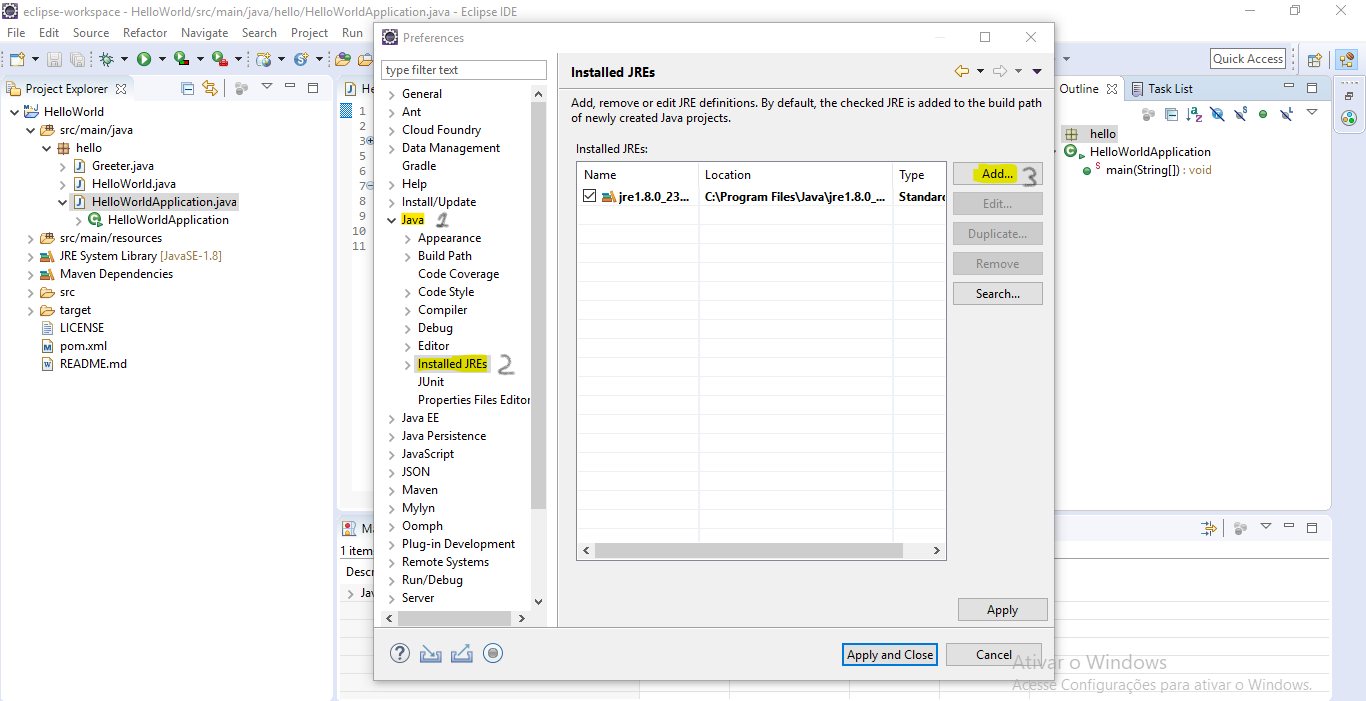 eclipse-workspace - HelloWorld/src/main/java/hello/HelloWorldApplication.java - Eclipse IDE
File Edit Source Refactor Navigate Search Project Run
Quick Access
Project Explorer
HelloWorld
src/main/java
hello
Greeter.java
HelloWorld.java
HelloWorldApplication.java
HelloWorldApplication
src/main/resources
JRE System Library [JavaSE-1.8]
Maven Dependencies
src
target
LICENSE
pom.xml
README.md
He
1
2
3
5
6
7
8
9
10
11
Ma
1 item
Descr
Jav
Preferences
type filter text
General
Ant
Cloud Foundry
Data Management
Gradle
Help
Install/Update
Java 1
Appearance
Build Path
Code Coverage
Code Style
Compiler
Debug
Editor
Installed JREs 2
JUnit
Properties Files Editor
Java EE
Java Persistence
JavaScript
JSON
Maven
Mylyn
Oomph
Plug-in Development
Remote Systems
Run/Debug
Server
Installed JREs
Add, remove or edit JRE definitions. By default, the checked JRE is added to the build path
of newly created Java projects.
Installed JREs:
Name Location Type
jre1.8.0_23... C:\Program Files\Java\jre1.8.0_... Standard
Add... 3
Edit...
Duplicate...
Remove
Search...
Apply
Apply and Close Cancel
Outline Task List
hello
HelloWorldApplication
main(String[]) : void
Ativar o Windows
Acesse Configurações para ativar o Windows.